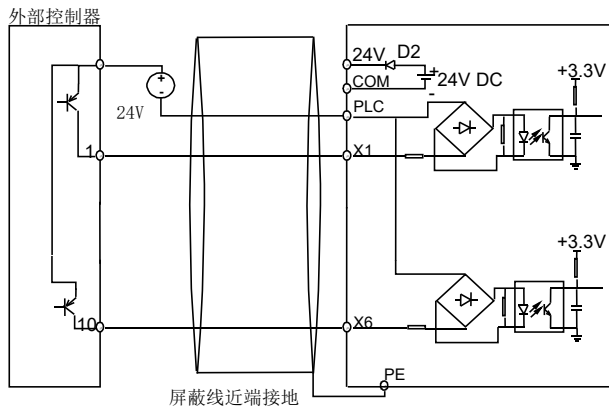 外部控制器
24V
D2
+3.3V
+
COM
24V DC
+
-
24V
PLC
-
1
X1
+3.3V
10
X6
PE
屏蔽线近端接地